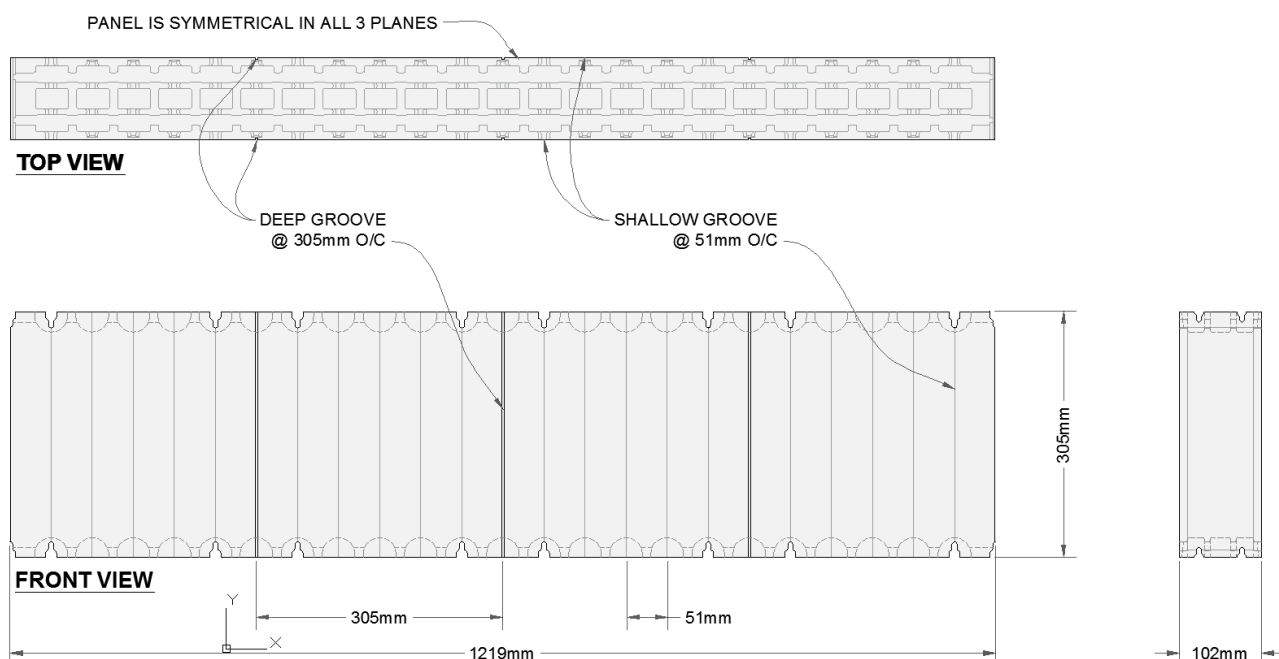 PANEL IS SYMMETRICAL IN ALL 3 PLANES
TOP VIEW
DEEP GROOVE
@ 305mm O/C
SHALLOW GROOVE
@ 51mm O/C
305mm
FRONT VIEW
Y
X
305mm
51mm
1219mm
102mm